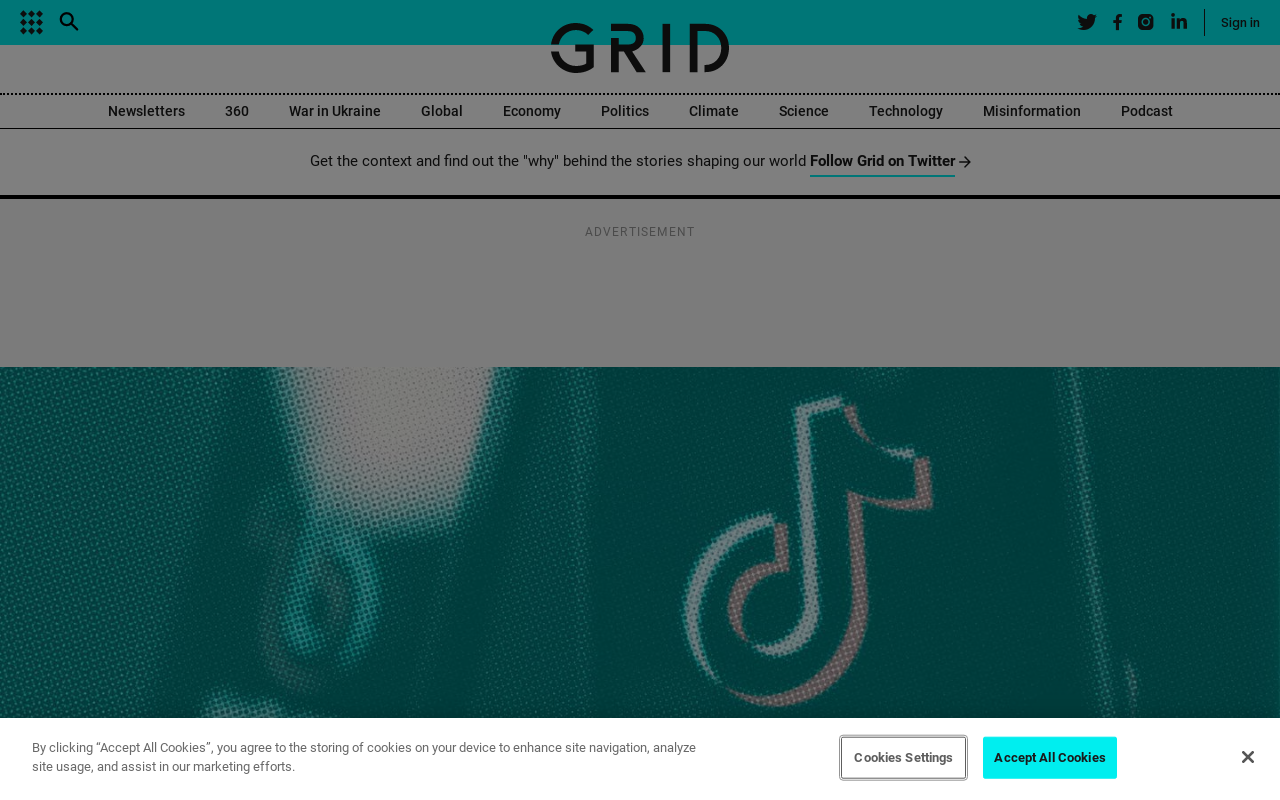 Sign in
GRID
Newsletters 360 War in Ukraine Global Economy Politics Climate Science Technology Misinformation Podcast
Get the context and find out the "why" behind the stories shaping our world Follow Grid on Twitter
ADVERTISEMENT
By clicking “Accept All Cookies”, you agree to the storing of cookies on your device to enhance site navigation, analyze
site usage, and assist in our marketing efforts.
Cookies Settings
Accept All Cookies